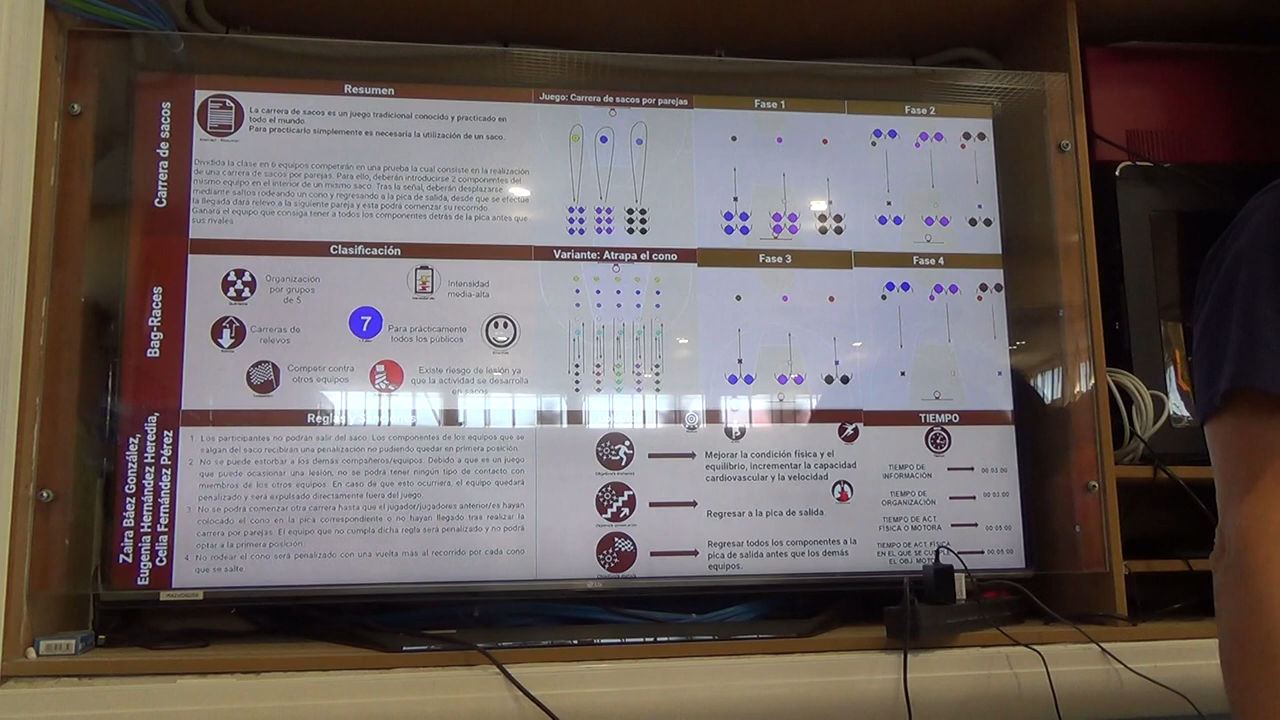 Carrera de sacos
Bag-Races
Zaira Báez González,
Eugenia Hernández Heredia,
Celia Fernández Pérez
Resumen
La carrera de sacos es un juego tradicional conocido y practicado en
todo el mundo.
Para practicarlo simplemente es necesaria la utilización de un saco.
Dividida la clase en 6 equipos competirán en una prueba la cual consiste en la realización
de una carrera de sacos por parejas. Para ello, deberán introducirse 2 componentes del
mismo equipo en el interior de un mismo saco. Tras la señal, deberán desplazarse
mediante saltos rodeando un cono y regresando a la pica de salida, desde que se efectúe
la llegada dará relevo a la siguiente pareja y esta podrá comenzar su recorrido.
Ganará el equipo que consiga tener a todos los componentes detrás de la pica antes que
sus rivales
Juego: Carrera de sacos por parejas
Fase 1
Fase 2
Clasificación
Organización
por grupos
de 5
Intensidad
media-alta
Carreras de
relevos
7
Para prácticamente
todos los públicos
Competir contra
otros equipos
Existe riesgo de lesión ya
que la actividad se desarrolla
en sacos
Variante: Atrapa el cono
Fase 3
Fase 4
Reglas y
1. Los participantes no podrán salir del saco. Los componentes de los equipos que se
salgan del saco recibirán una penalización no pudiendo quedar en primera posición.
2. No se puede estorbar a los demás compañeros/equipos. Debido a que es un juego
que puede ocasionar una lesión, no se podrá tener ningún tipo de contacto con
miembros de los otros equipos. En caso de que esto ocurriera, el equipo quedará
penalizado y será expulsado directamente fuera del juego.
3. No se podrá comenzar otra carrera hasta que el jugador/jugadores anterior/es hayan
colocado el cono en la pica correspondiente o no hayan llegado tras realizar la
carrera por parejas. El equipo que no cumpla dicha regla será penalizado y no podrá
optar a la primera posición.
4. No rodear el cono será penalizado con una vuelta más al recorrido por cada cono
que se salte.
Mejorar la condición física y el
equilibrio, incrementar la capacidad
cardiovascular y la velocidad
Regresar a la pica de salida
Regresar todos los componentes a la
pica de salida antes que los demás
equipos.
TIEMPO
TIEMPO DE
INFORMACIÓN
00:03:00
TIEMPO DE
ORGANIZACIÓN
00:03:00
TIEMPO DE ACT.
FÍSICA O MOTORA
00:05:00
TIEMPO DE ACT. FÍSICA
EN EL QUE SE CUMPLE
EL OBJ. MOTOR
00:05:00
LG